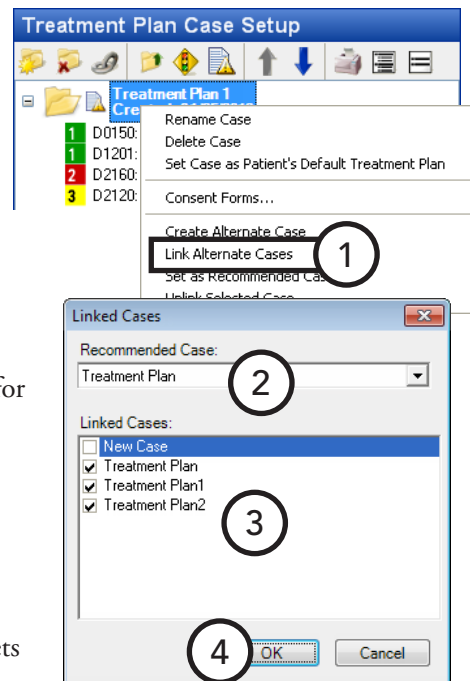 Treatment Plan Case Setup
Treatment Plan 1
1 D0150:
1 D1201:
2 D2160:
3 D2120:
Rename Case
Delete Case
Set Case as Patient's Default Treatment Plan
Consent Forms...
Create Alternate Case
Link Alternate Cases
1
Set as Recommended Cas
Unlink Selected Case
Linked Cases
Recommended Case:
Treatment Plan
2
for
Linked Cases:
New Case
Treatment Plan
Treatment Plan1
Treatment Plan2
3
ets
4
OK
Cancel